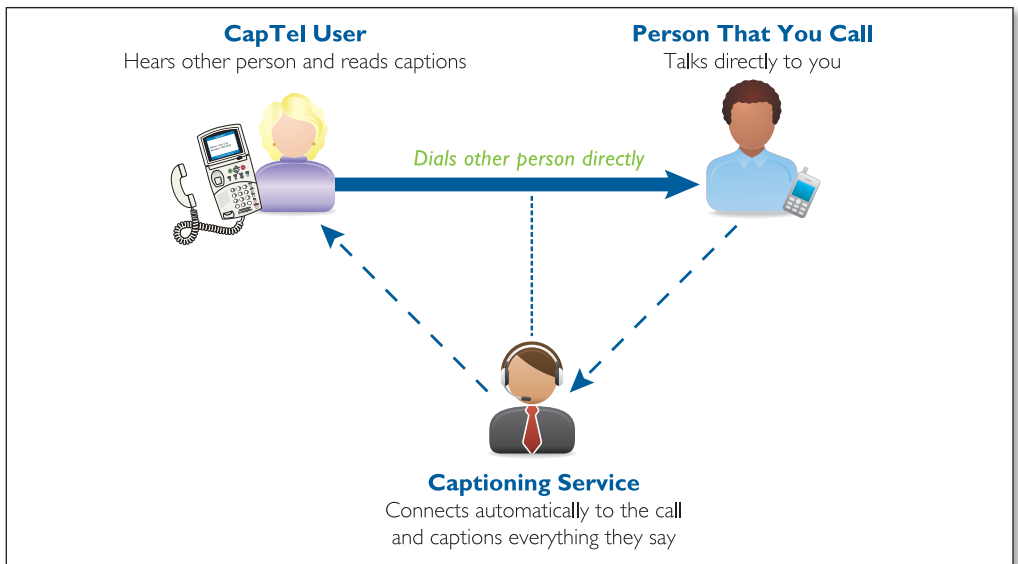 CapTel User
Hears other person and reads captions
Person That You Call
Talks directly to you
Dials other person directly
Captioning Service
Connects automatically to the call
and captions everything they say